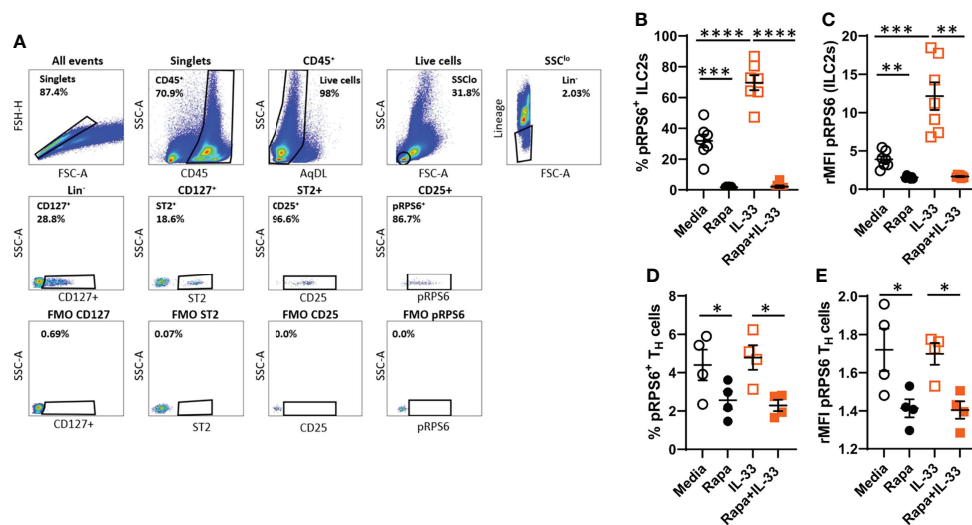 A
All events
Singlets
87.4%
FSH-H
FSC-A
Singlets
CD45⁺
70.9%
SSC-A
CD45
CD45⁺
Live cells
98%
SSC-A
AqDL
Live cells
SSClo
31.8%
SSC-A
FSC-A
SSClo
Lin⁻
2.03%
Lineage
FSC-A
Lin⁻
CD127⁺
28.8%
SSC-A
CD127+
CD127⁺
ST2⁺
18.6%
SSC-A
ST2
ST2+
CD25⁺
96.6%
SSC-A
CD25
CD25+
pRPS6⁺
86.7%
SSC-A
pRPS6
FMO CD127
0.69%
SSC-A
CD127+
FMO ST2
0.07%
SSC-A
ST2
FMO CD25
0.0%
SSC-A
CD25
FMO pRPS6
0.0%
SSC-A
pRPS6
B
**** ****
***
% pRPS6⁺ ILC2s
100
75
50
25
0
Media
Rapa
IL-33
Rapa+IL-33
C
*** **
**
rMFI pRPS6 (ILC2s)
20
15
10
5
0
Media
Rapa
IL-33
Rapa+IL-33
D
* *
% pRPS6⁺ TH cells
8
6
4
2
0
Media
Rapa
IL-33
Rapa+IL-33
E
* *
rMFI pRPS6 TH cells
2.0
1.8
1.6
1.4
1.2
Media
Rapa
IL-33
Rapa+IL-33